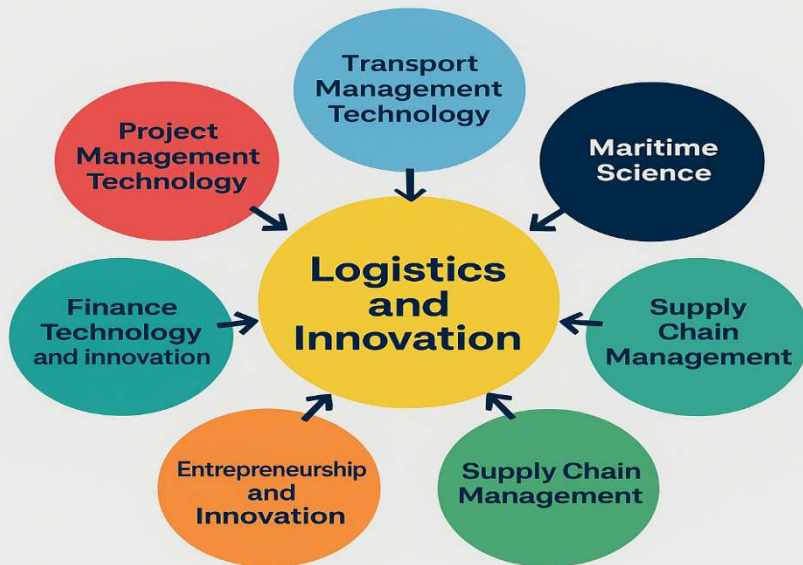 Transport
Management
Technology
Project
Management
Technology
Maritime
Science
Logistics
and
Innovation
Finance
Technology
and innovation
Supply
Chain
Management
Entrepreneurship
and
Innovation
Supply Chain
Management